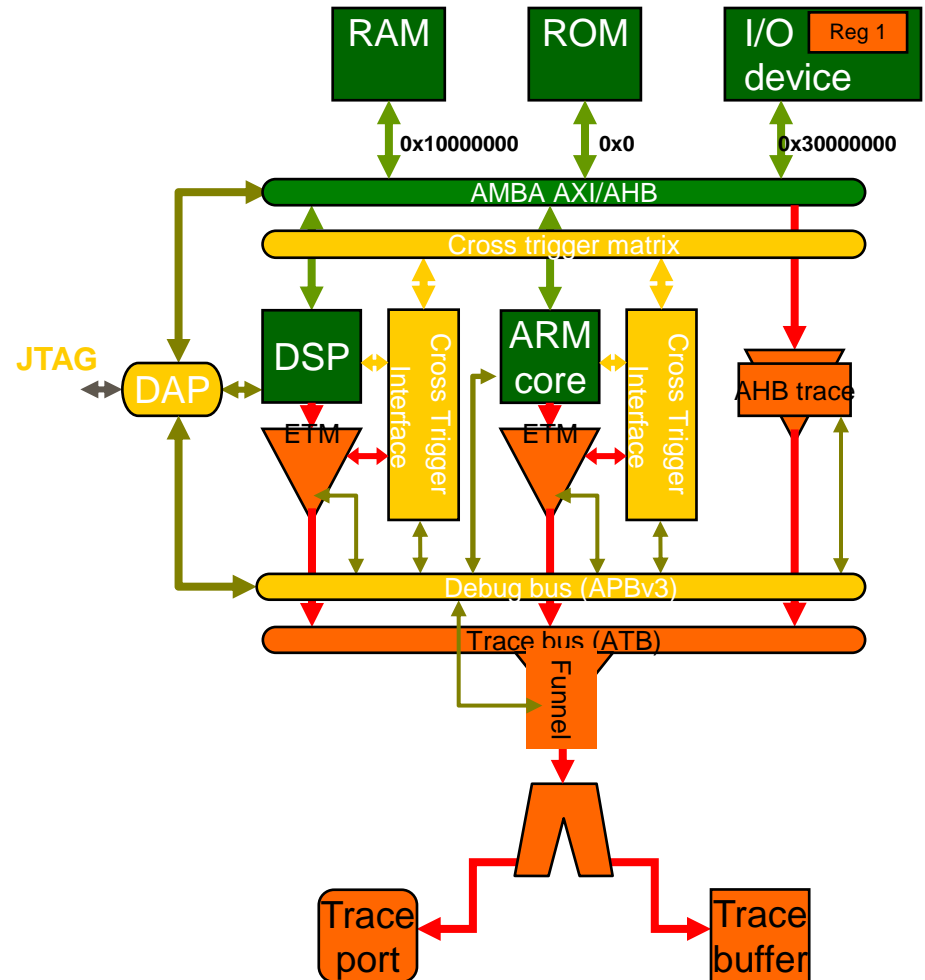 RAM
ROM
I/O
device
Reg 1
0x10000000
0x0
0x30000000
AMBA AXI/AHB
Cross trigger matrix
JTAG
DAP
DSP
Cross Trigger
Interface
ARM
core
Cross Trigger
Interface
AHB trace
ETM
ETM
Debug bus (APBv3)
Trace bus (ATB)
Funnel
Trace
port
Trace
buffer